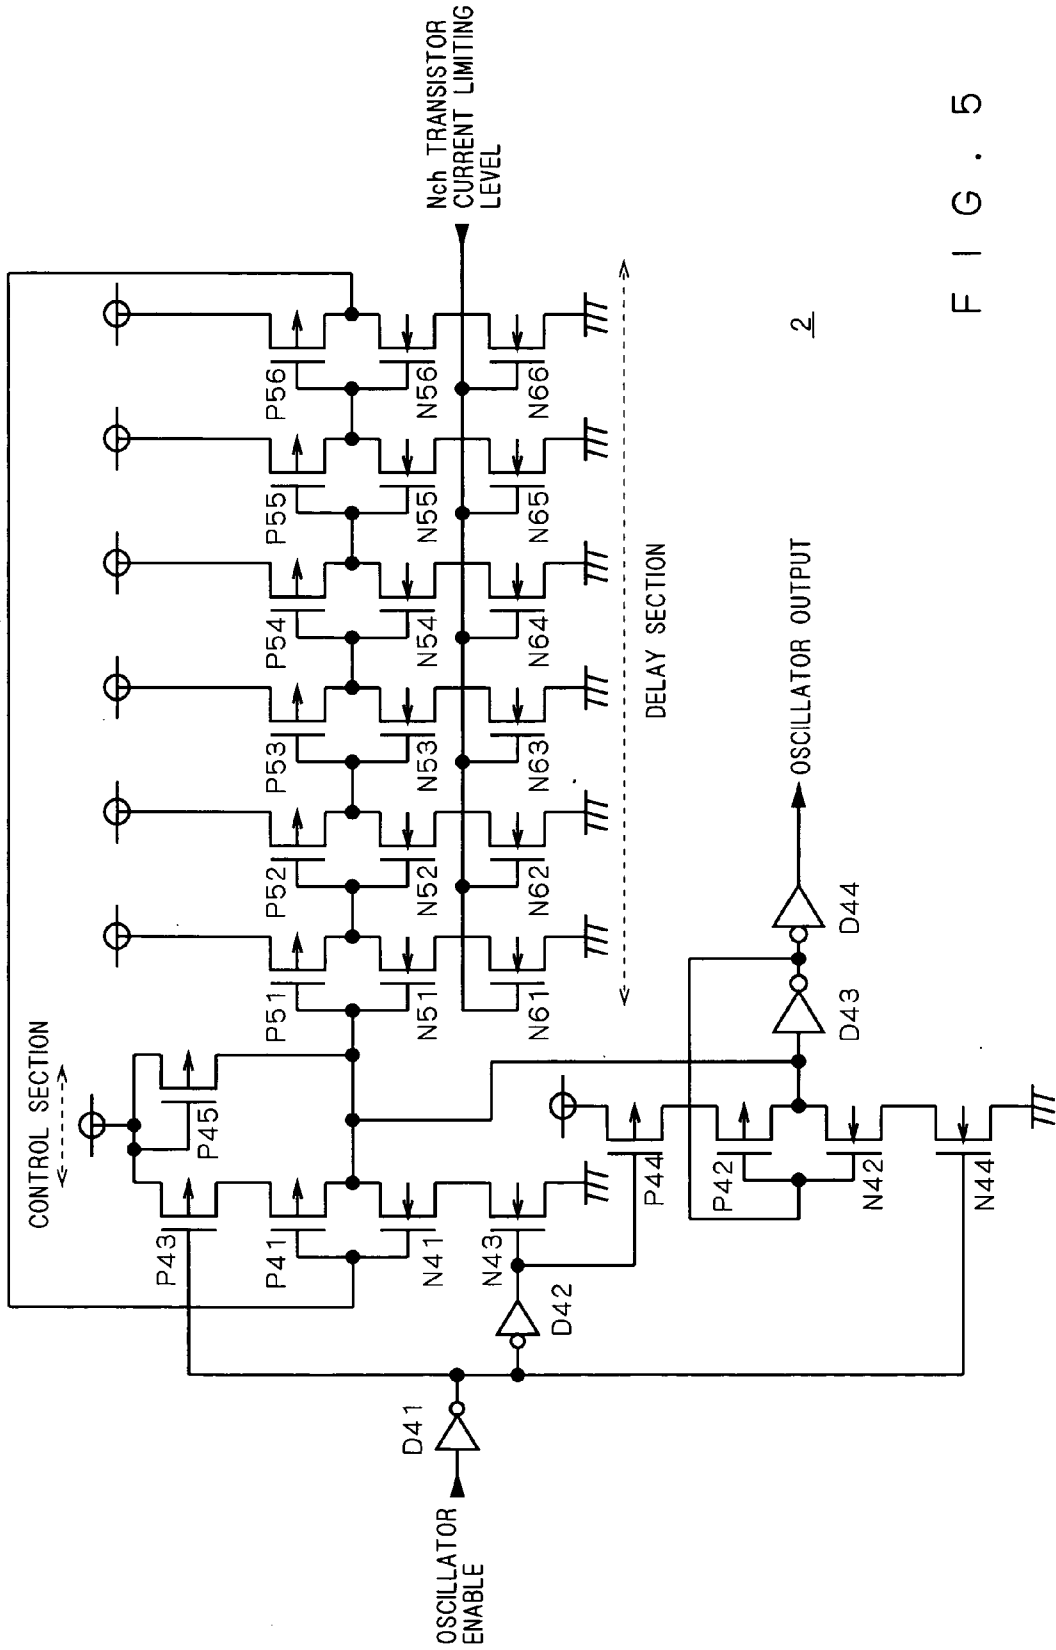 FIG. 5
2
CONTROL SECTION
OSCILLATOR
ENABLE
D41
D42
P43
P41
N41
N43
P45
P44
P42
N42
N44
D43
D44
OSCILLATOR OUTPUT
P51
P52
P53
P54
P55
P56
N51
N52
N53
N54
N55
N56
N61
N62
N63
N64
N65
N66
DELAY SECTION
Nch TRANSISTOR
CURRENT LIMITING
LEVEL